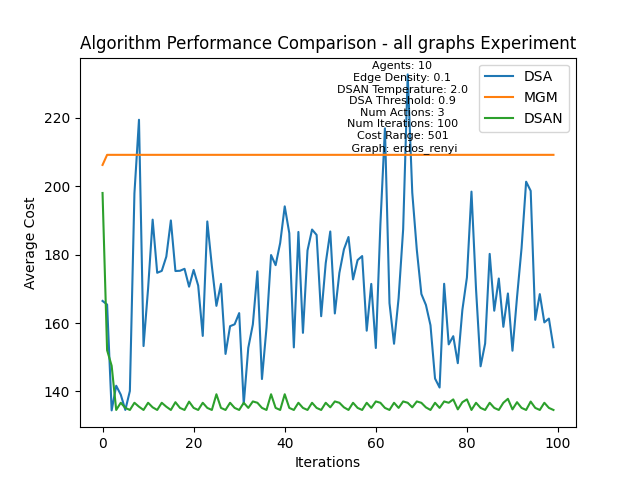 Algorithm Performance Comparison - all graphs Experiment
Agents: 10
Edge Density: 0.1
DSAN Temperature: 2.0
DSA Threshold: 0.9
Num Actions: 3
Num Iterations: 100
Cost Range: 501
Graph: erdos_renyi
DSA
MGM
DSAN
220
200
180
160
140
Average Cost
0
20
40
60
80
100
Iterations